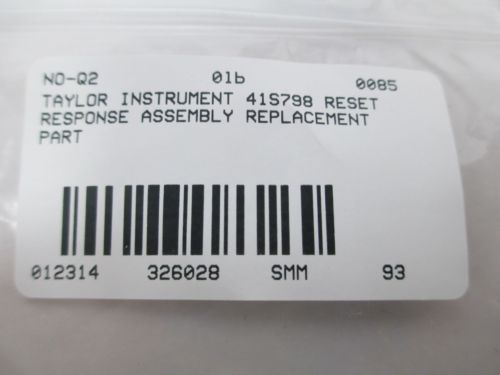 NO-Q2 01b 0085
TAYLOR INSTRUMENT 41S798 RESET
RESPONSE ASSEMBLY REPLACEMENT
PART
012314 326028 SMM 93